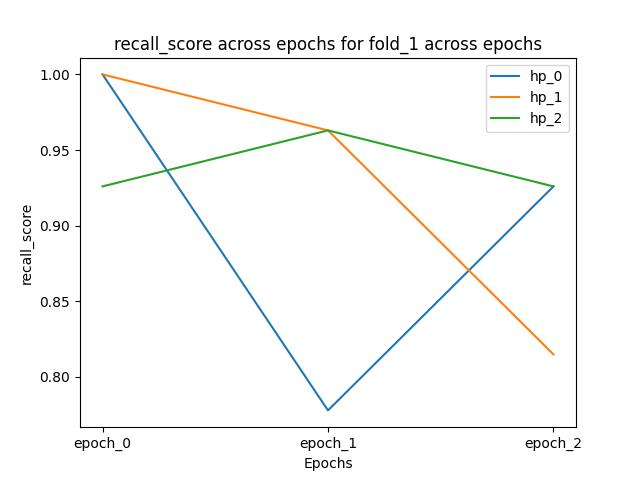 recall_score across epochs for fold_1 across epochs
hp_0
hp_1
hp_2
recall_score
1.00
0.95
0.90
0.85
0.80
epoch_0
epoch_1
epoch_2
Epochs